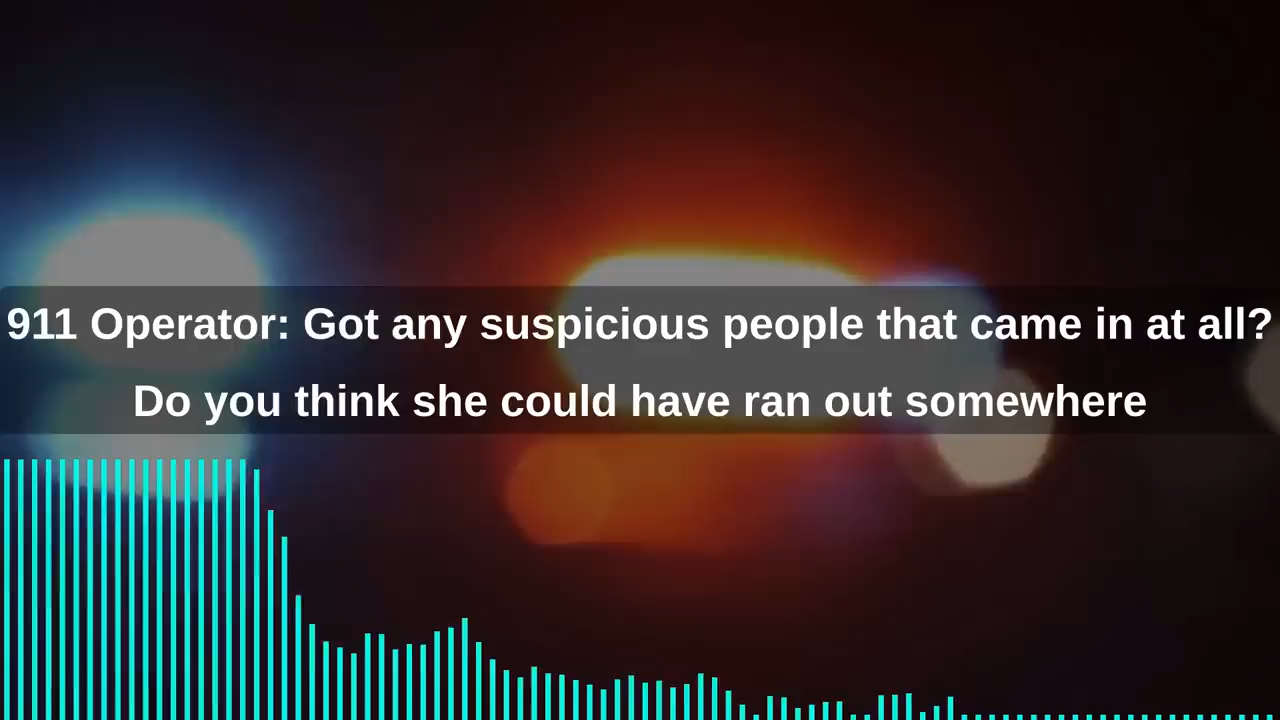 911 Operator: Got any suspicious people that came in at all?
Do you think she could have ran out somewhere